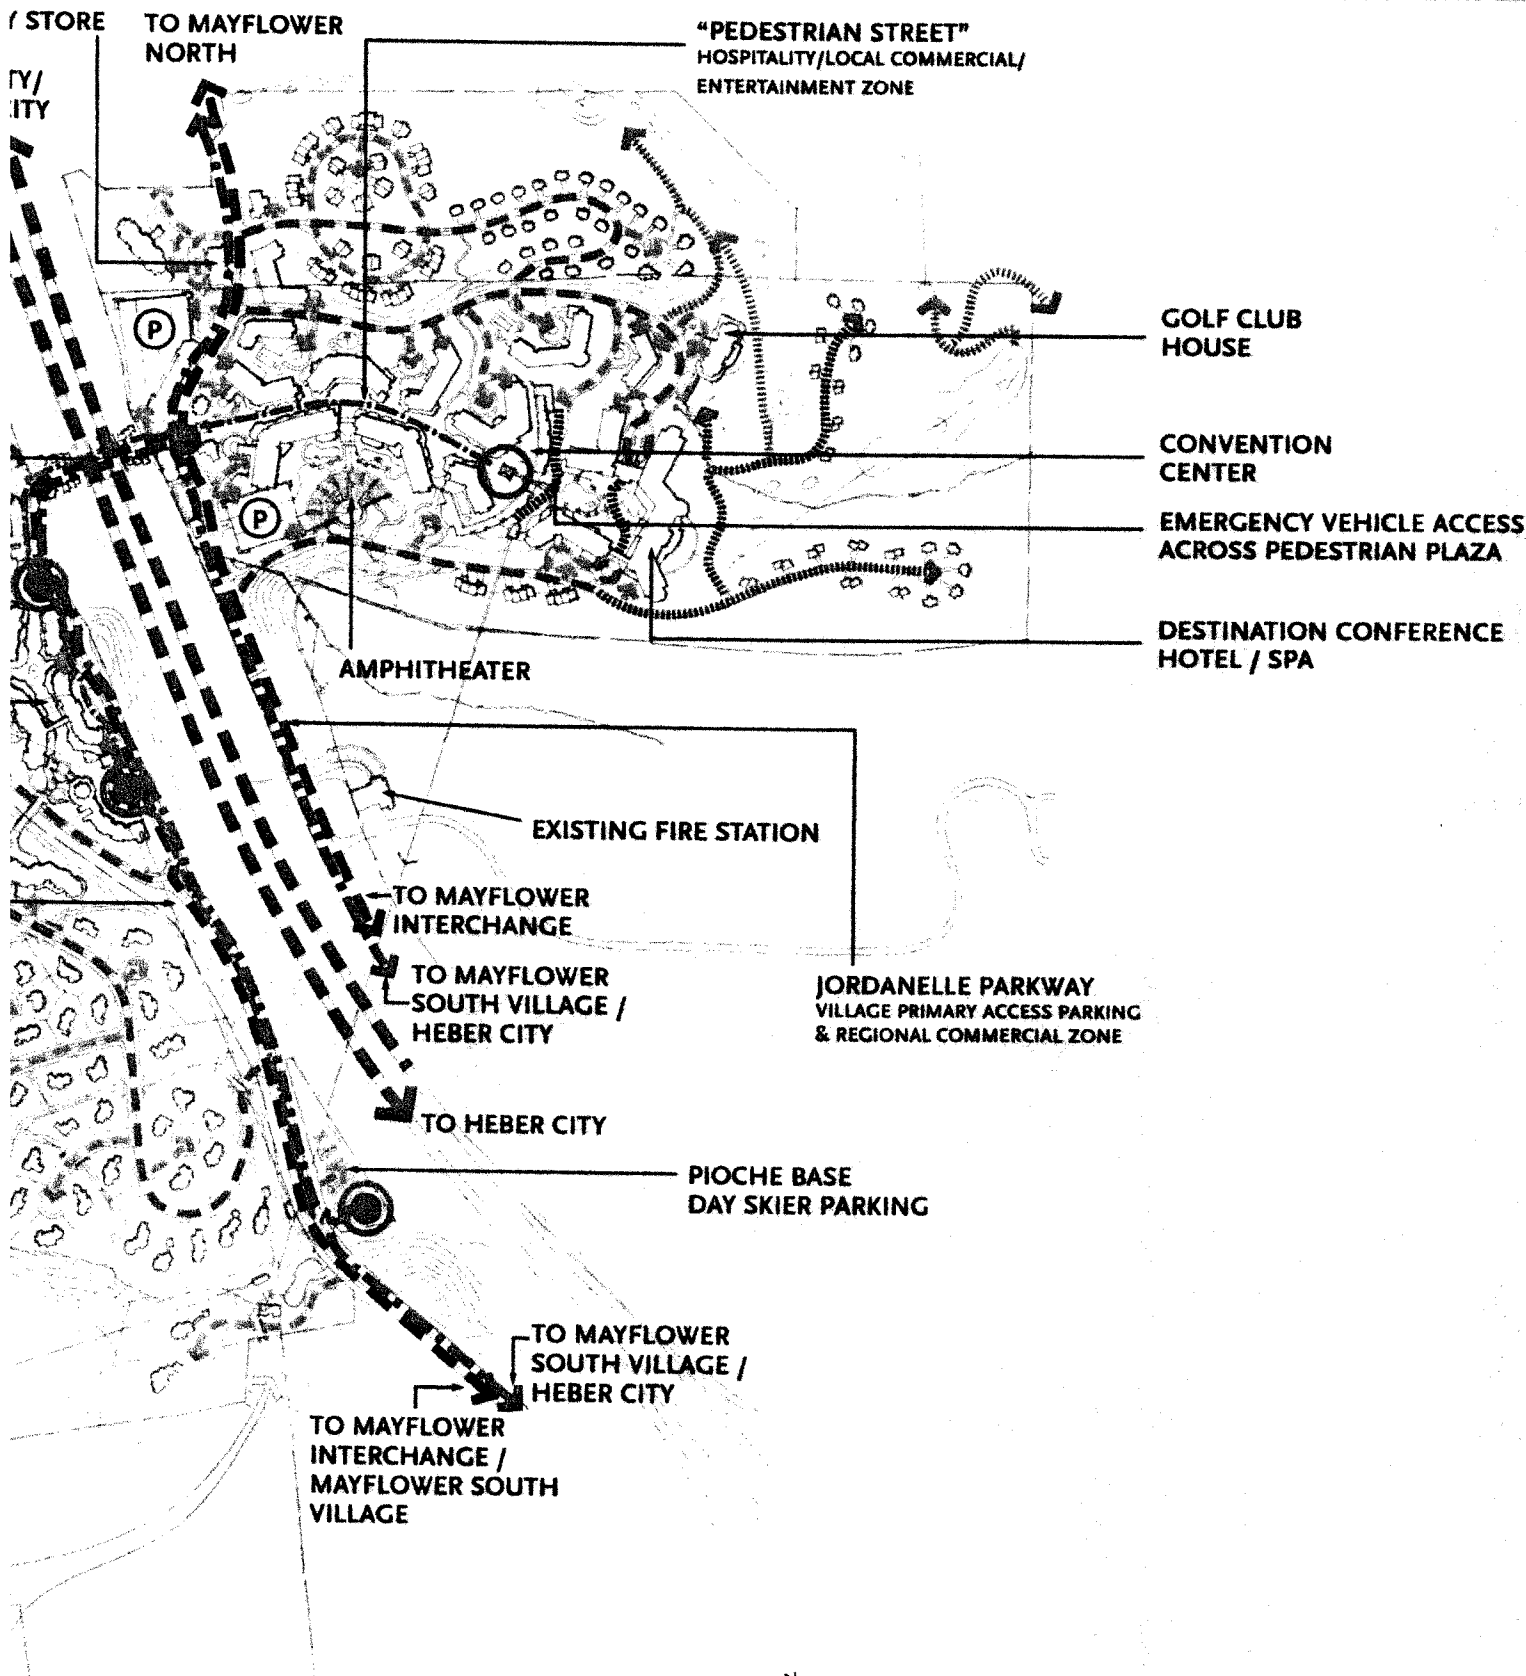 Y STORE
TO MAYFLOWER
NORTH
TY/
CITY
"PEDESTRIAN STREET"
HOSPITALITY/LOCAL COMMERCIAL/
ENTERTAINMENT ZONE
P
GOLF CLUB
HOUSE
CONVENTION
CENTER
P
EMERGENCY VEHICLE ACCESS
ACROSS PEDESTRIAN PLAZA
DESTINATION CONFERENCE
HOTEL / SPA
AMPHITHEATER
EXISTING FIRE STATION
TO MAYFLOWER
INTERCHANGE
TO MAYFLOWER
SOUTH VILLAGE /
HEBER CITY
JORDANELLE PARKWAY
VILLAGE PRIMARY ACCESS PARKING
& REGIONAL COMMERCIAL ZONE
TO HEBER CITY
PIOCHE BASE
DAY SKIER PARKING
TO MAYFLOWER
SOUTH VILLAGE /
HEBER CITY
TO MAYFLOWER
INTERCHANGE /
MAYFLOWER SOUTH
VILLAGE